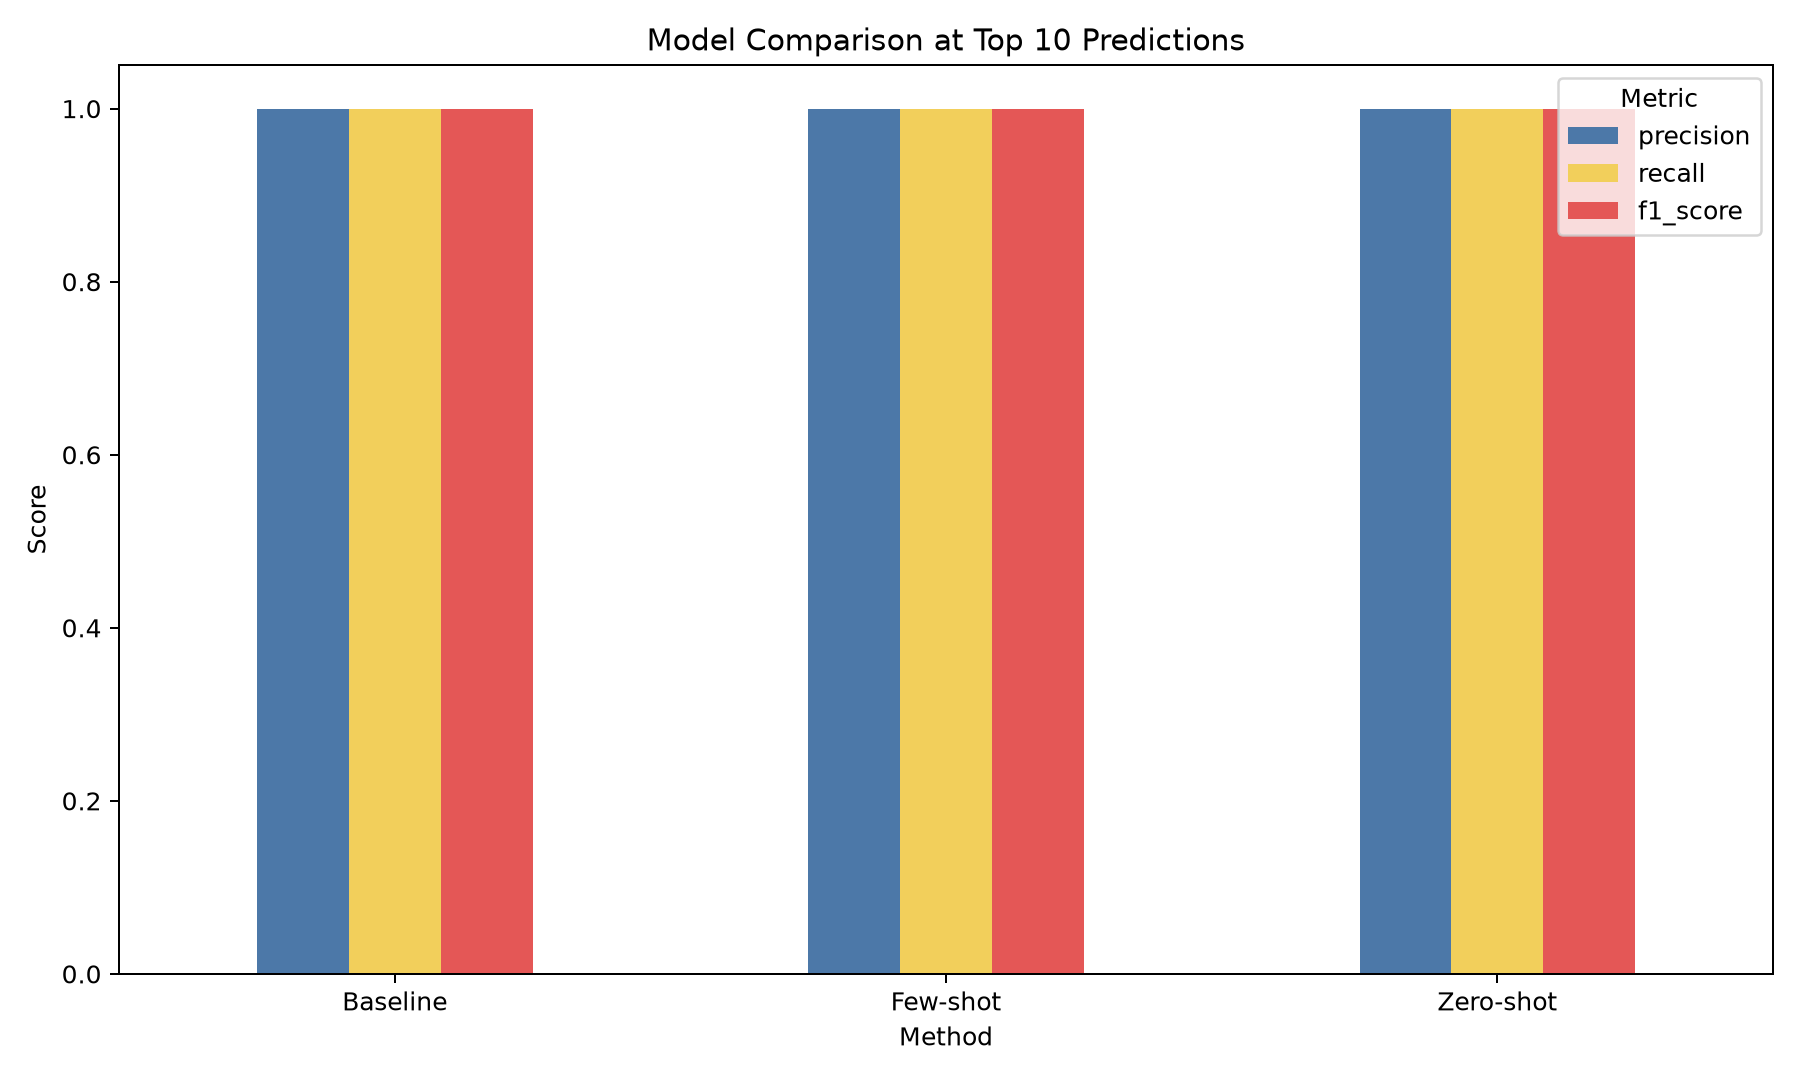 Model Comparison at Top 10 Predictions
Metric
precision
recall
f1_score
1.0
0.8
0.6
0.4
0.2
0.0
Score
Baseline
Few-shot
Zero-shot
Method